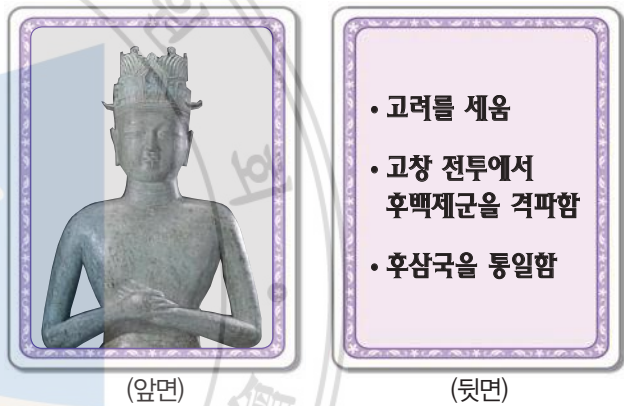 • 고려를 세움
• 고창 전투에서
후백제군을 격파함
• 후삼국을 통일함
(앞면)
(뒷면)